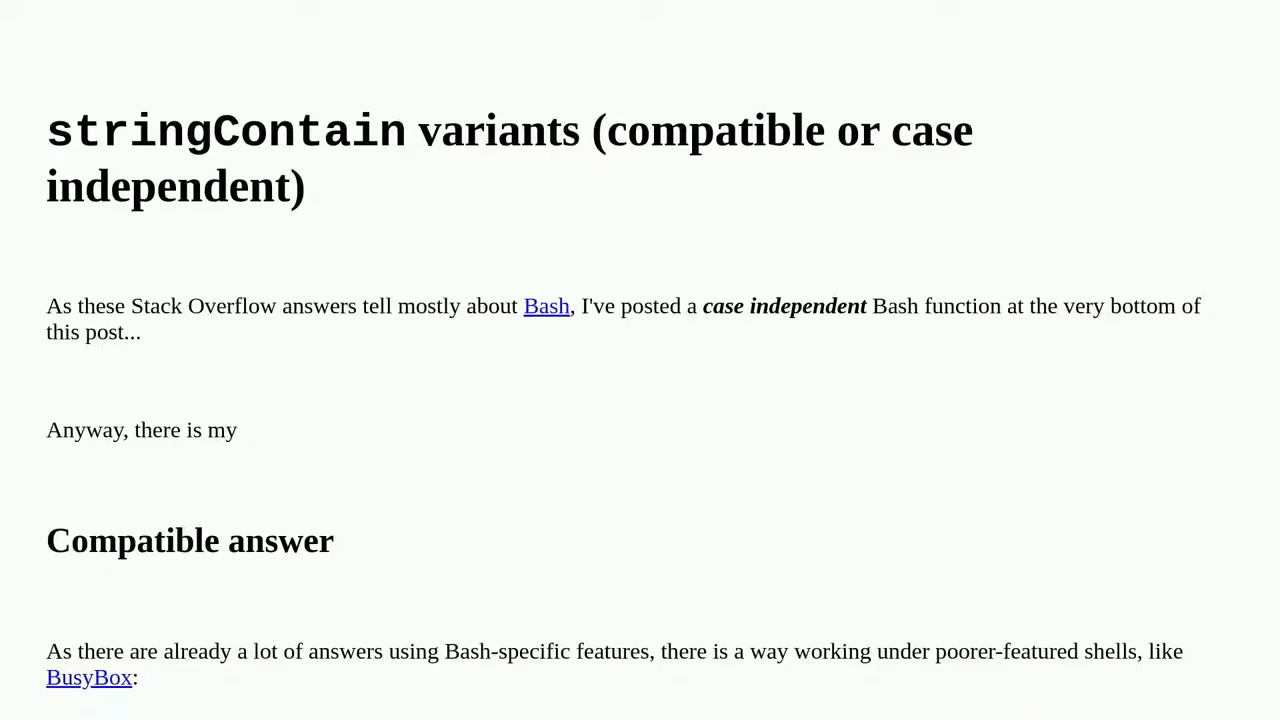 stringContain variants (compatible or case
independent)
As these Stack Overflow answers tell mostly about Bash, I've posted a case independent Bash function at the very bottom of
this post...
Anyway, there is my
Compatible answer
As there are already a lot of answers using Bash-specific features, there is a way working under poorer-featured shells, like
BusyBox: